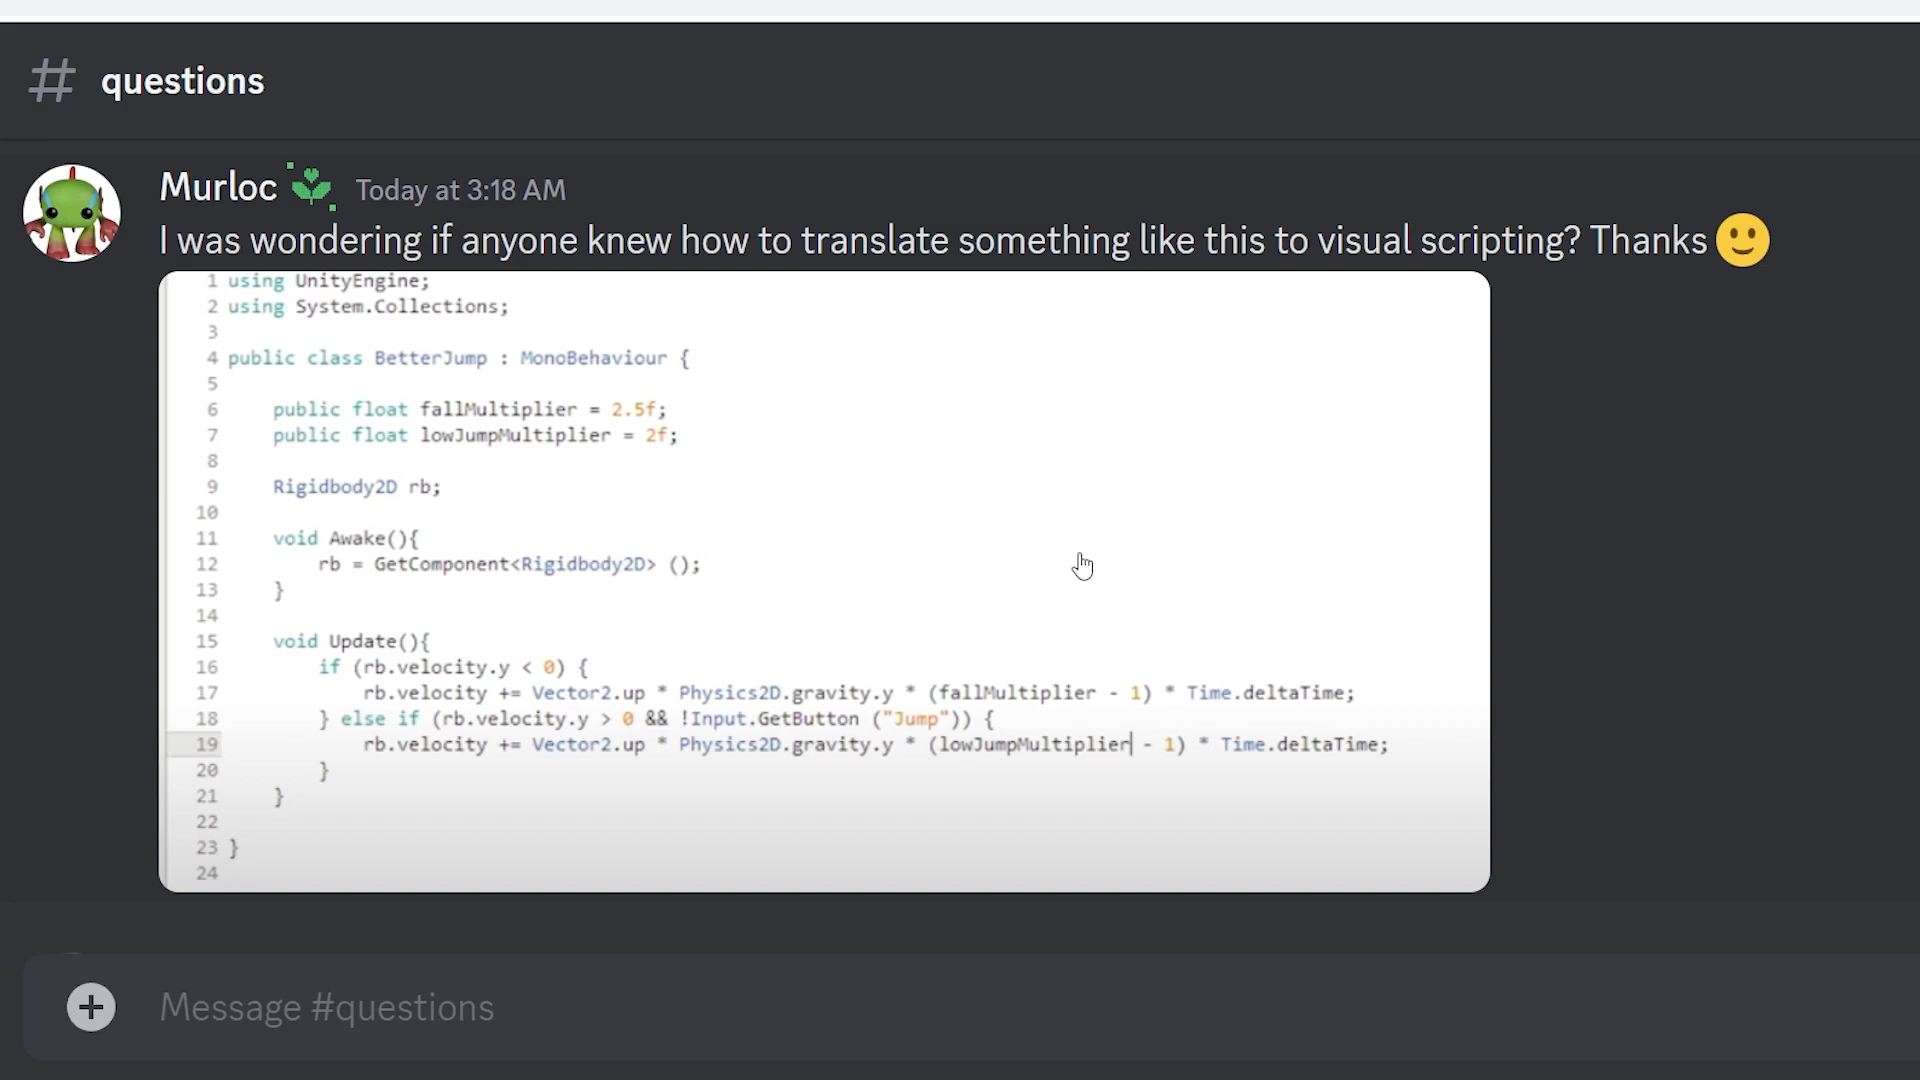 # questions
Murloc Today at 3:18 AM
I was wondering if anyone knew how to translate something like this to visual scripting? Thanks 🙂
1 using UnityEngine;
2 using System.Collections;
3
4 public class BetterJump : MonoBehaviour {
5
6     public float fallMultiplier = 2.5f;
7     public float lowJumpMultiplier = 2f;
8
9     Rigidbody2D rb;
10
11     void Awake(){
12         rb = GetComponent<Rigidbody2D> ();
13     }
14
15     void Update(){
16         if (rb.velocity.y < 0) {
17             rb.velocity += Vector2.up * Physics2D.gravity.y * (fallMultiplier - 1) * Time.deltaTime;
18         } else if (rb.velocity.y > 0 && !Input.GetButton ("Jump")) {
19             rb.velocity += Vector2.up * Physics2D.gravity.y * (lowJumpMultiplier - 1) * Time.deltaTime;
20         }
21     }
22
23 }
24
Message #questions